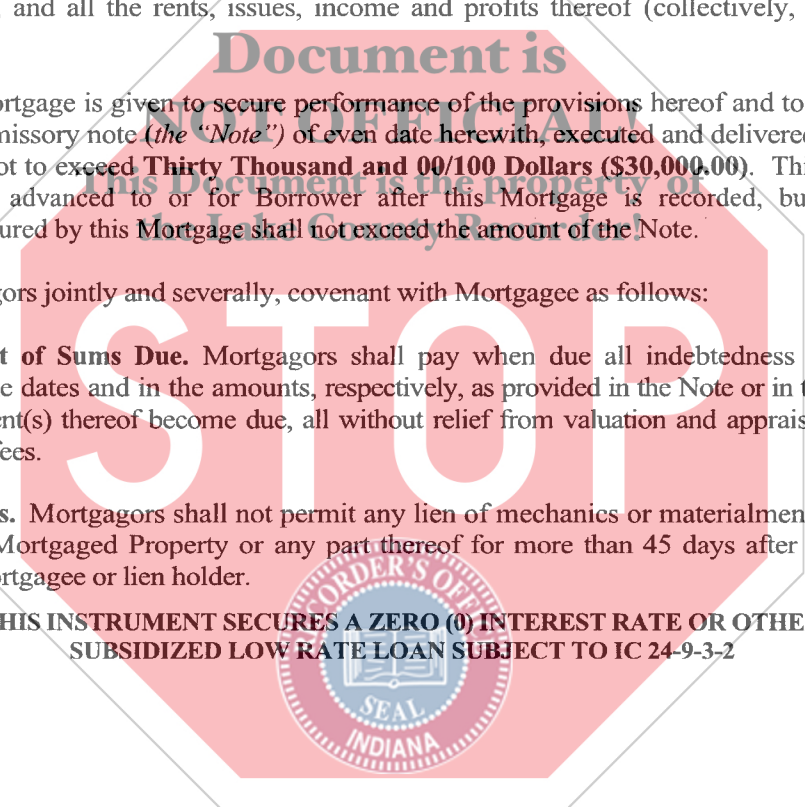 and all the rents, issues, income and profits thereof (collectively,
Document is
ortgage is given to secure performance of the provisions hereof and to
NOT OFFICIAL!
missory note (the “Note”) of even date herewith, executed and delivered
ot to exceed Thirty Thousand and 00/100 Dollars ($30,000.00). Thi
This Document is the property of
advanced to or for Borrower after this Mortgage is recorded, bu
the Lake County Recorder!
ured by this Mortgage shall not exceed the amount of the Note.
gors jointly and severally, covenant with Mortgagee as follows:
STOP
t of Sums Due. Mortgagors shall pay when due all indebtedness
e dates and in the amounts, respectively, as provided in the Note or in t
ent(s) thereof become due, all without relief from valuation and apprais
fees.
s. Mortgagors shall not permit any lien of mechanics or materialmen
Mortgaged Property or any part thereof for more than 45 days after
ortgagee or lien holder.
RECORDER'S OFFICE
HIS INSTRUMENT SECURES A ZERO (0) INTEREST RATE OR OTHE
SUBSIDIZED LOW RATE LOAN SUBJECT TO IC 24-9-3-2
SEAL
INDIANA